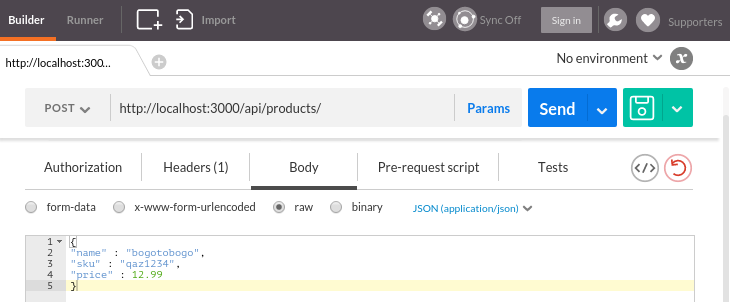 Builder Runner Import Sync Off Sign in Supporters
http://localhost:300... No environment
POST http://localhost:3000/api/products/ Params Send
Authorization Headers (1) Body Pre-request script Tests
form-data x-www-form-urlencoded raw binary JSON (application/json)
1 {
2 "name" : "bogotobogo",
3 "sku" : "qaz1234",
4 "price" : 12.99
5 }